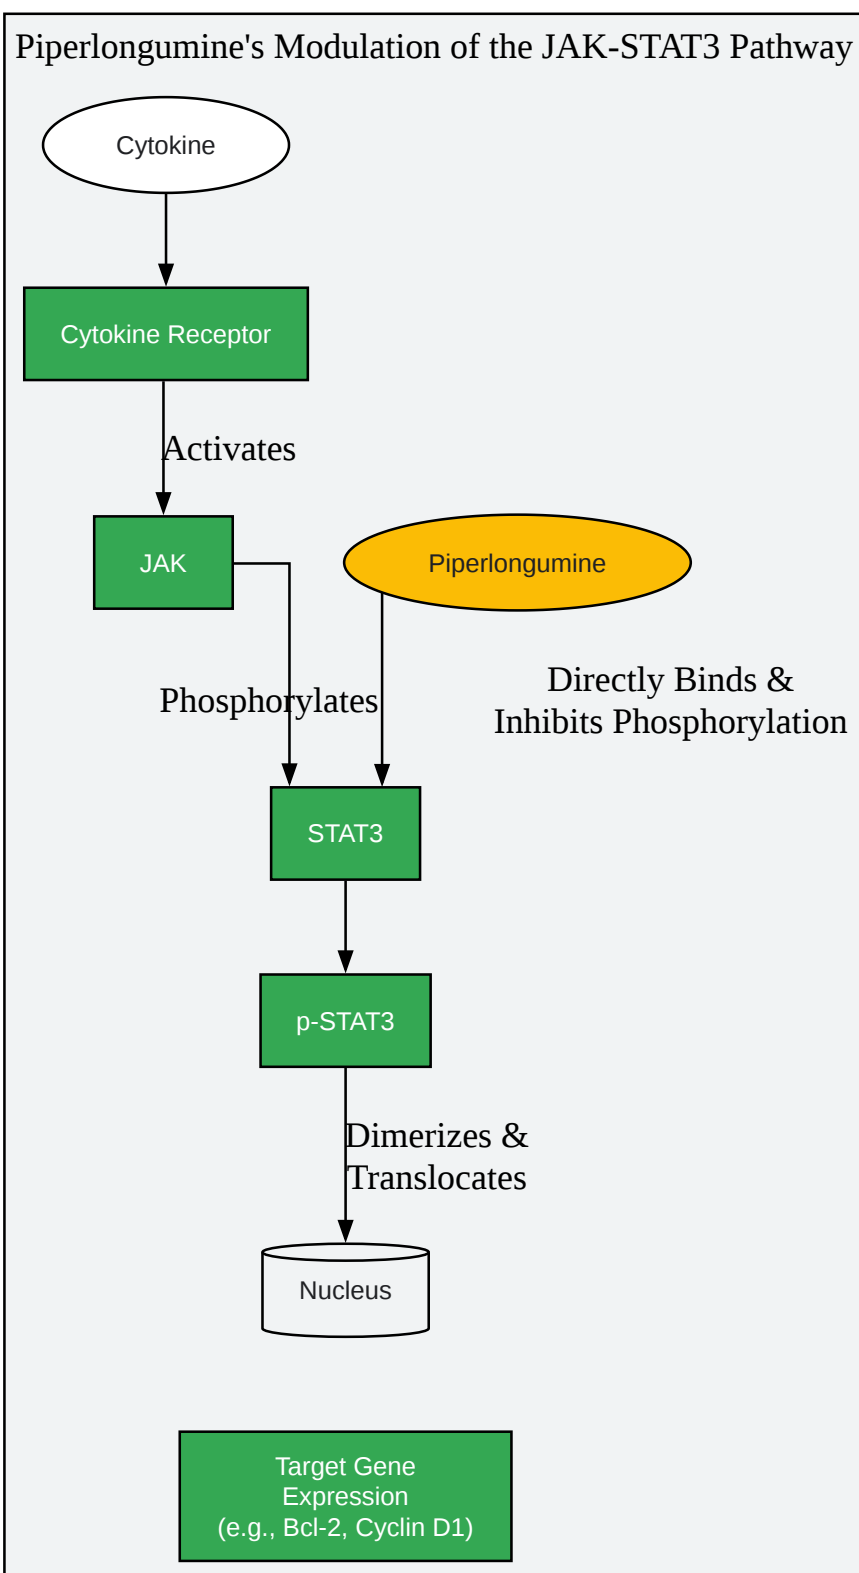 Piperlongumine's Modulation of the JAK-STAT3 Pathway
Cytokine
Cytokine Receptor
Activates
JAK
Piperlongumine
Phosphorylates
Directly Binds &
Inhibits Phosphorylation
STAT3
p-STAT3
Dimerizes &
Translocates
Nucleus
Target Gene
Expression
(e.g., Bcl-2, Cyclin D1)